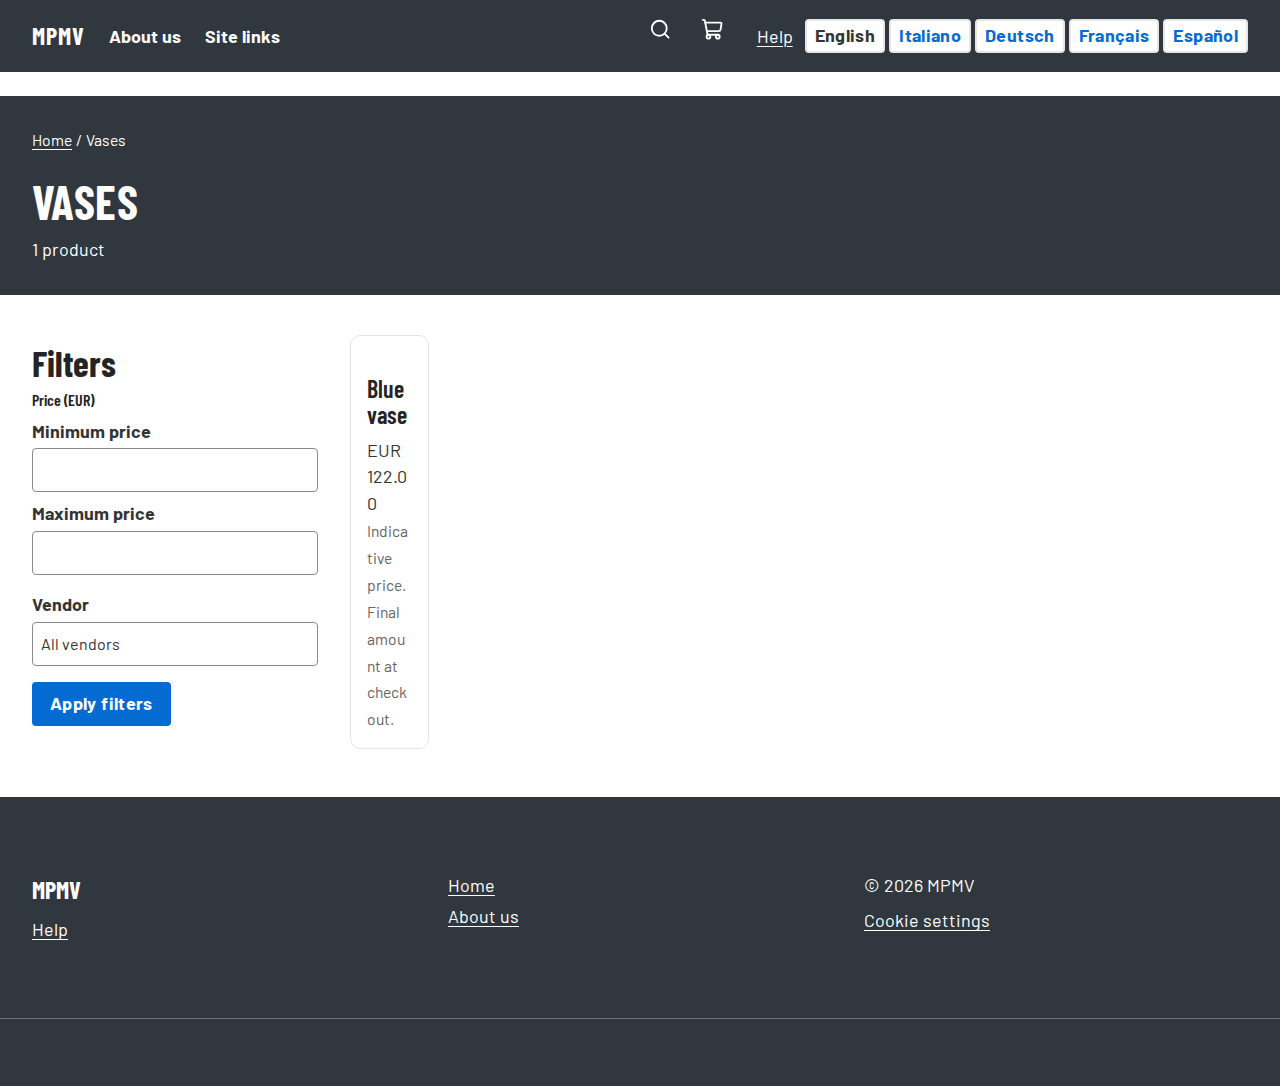 MPMV About us Site links Help English Italiano Deutsch Français Español
Home / Vases
VASES
1 product
Filters
Price (EUR)
Minimum price
Maximum price
Vendor
All vendors
Apply filters
Blue
vase
EUR
122.0
0
Indica
tive
price.
Final
amou
nt at
check
out.
MPMV
Help
Home
About us
© 2026 MPMV
Cookie settings